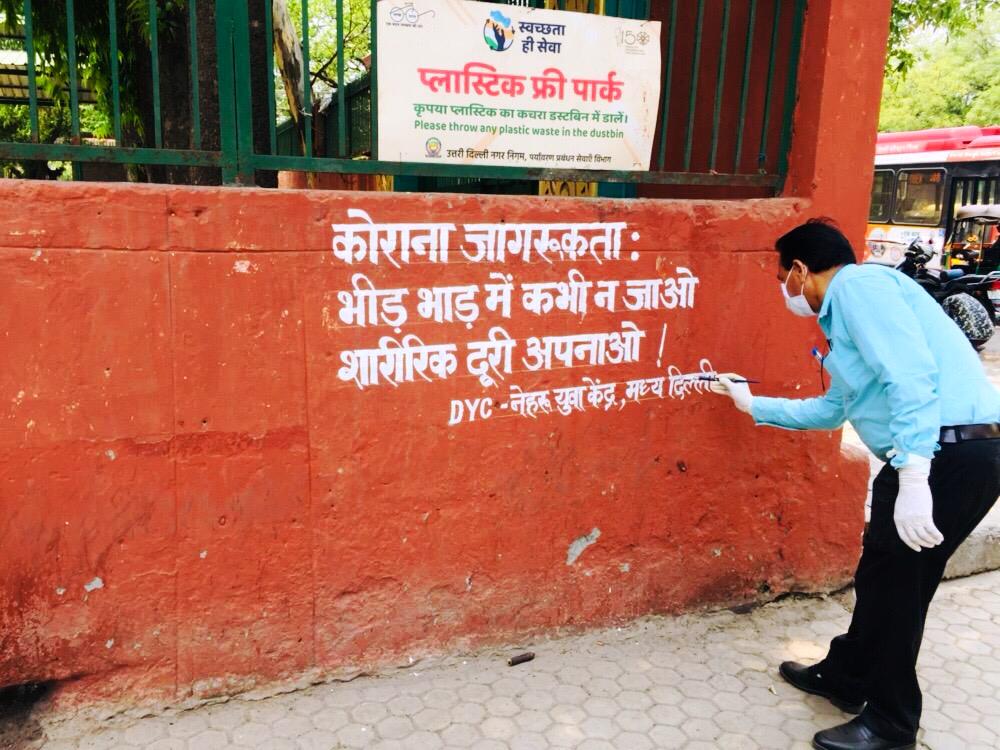 स्वच्छता
ही सेवा
प्लास्टिक फ्री पार्क
कृपया प्लास्टिक का कचरा डस्टबिन में डालें।
Please throw any plastic waste in the dustbin
उत्तरी दिल्ली नगर निगम, पर्यावरण प्रबंधन सेवाएँ विभाग
कोराना जागरूकता :
भीड़ भाड़ में कभी न जाओ
शारीरिक दूरी अपनाओ !
DYC - नेहरू युवा केंद्र, मध्य दिल्ली